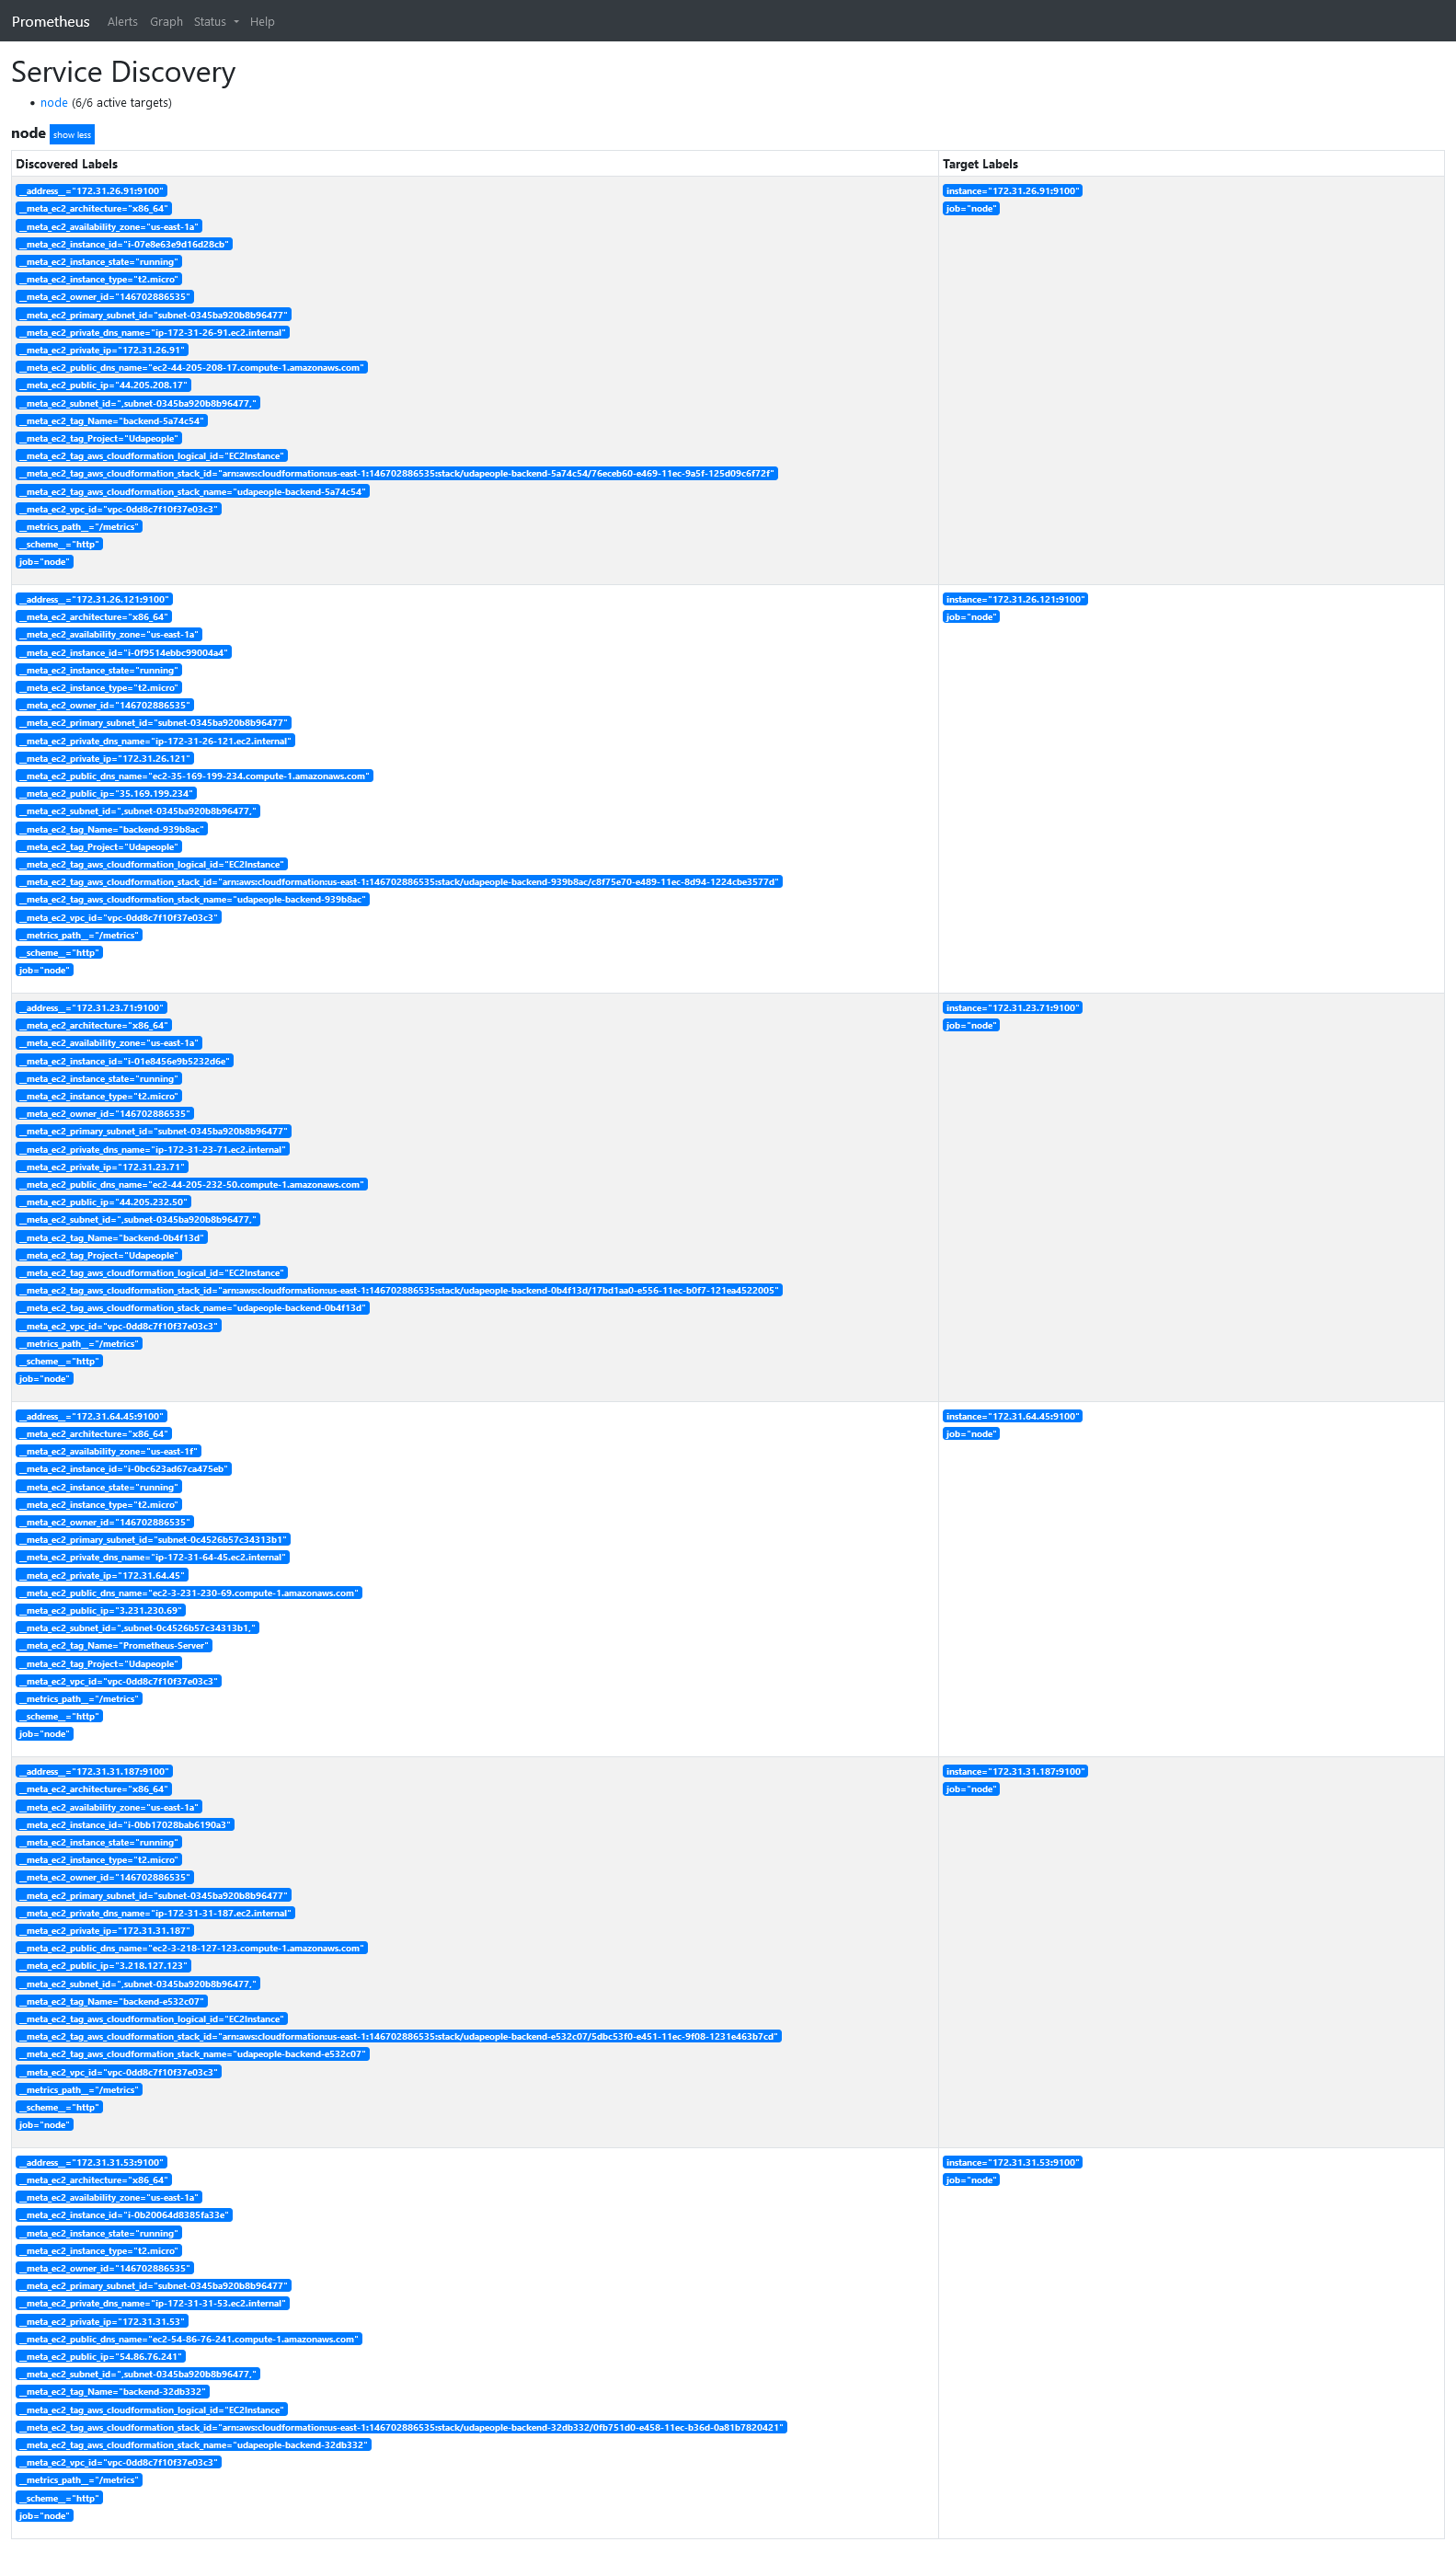 Prometheus Alerts Graph Status Help
Service Discovery
node (6/6 active targets)
node show less
Discovered Labels Target Labels
__address__="172.31.26.91:9100" instance="172.31.26.91:9100"
__meta_ec2_architecture="x86_64" job="node"
__meta_ec2_availability_zone="us-east-1a"
__meta_ec2_instance_id="i-07e8e63e9d16d28cb"
__meta_ec2_instance_state="running"
__meta_ec2_instance_type="t2.micro"
__meta_ec2_owner_id="146702886535"
__meta_ec2_primary_subnet_id="subnet-0345ba920b8b96477"
__meta_ec2_private_dns_name="ip-172-31-26-91.ec2.internal"
__meta_ec2_private_ip="172.31.26.91"
__meta_ec2_public_dns_name="ec2-44-205-208-17.compute-1.amazonaws.com"
__meta_ec2_public_ip="44.205.208.17"
__meta_ec2_subnet_id=",subnet-0345ba920b8b96477,"
__meta_ec2_tag_Name="backend-5a74c54"
__meta_ec2_tag_Project="Udapeople"
__meta_ec2_tag_aws_cloudformation_logical_id="EC2Instance"
__meta_ec2_tag_aws_cloudformation_stack_id="arn:aws:cloudformation:us-east-1:146702886535:stack/udapeople-backend-5a74c54/76eceb60-e469-11ec-9a5f-125d09c6f72f"
__meta_ec2_tag_aws_cloudformation_stack_name="udapeople-backend-5a74c54"
__meta_ec2_vpc_id="vpc-0dd8c7f10f37e03c3"
__metrics_path__="/metrics"
__scheme__="http"
job="node"
__address__="172.31.26.121:9100" instance="172.31.26.121:9100"
__meta_ec2_architecture="x86_64" job="node"
__meta_ec2_availability_zone="us-east-1a"
__meta_ec2_instance_id="i-0f9514ebbc99004a4"
__meta_ec2_instance_state="running"
__meta_ec2_instance_type="t2.micro"
__meta_ec2_owner_id="146702886535"
__meta_ec2_primary_subnet_id="subnet-0345ba920b8b96477"
__meta_ec2_private_dns_name="ip-172-31-26-121.ec2.internal"
__meta_ec2_private_ip="172.31.26.121"
__meta_ec2_public_dns_name="ec2-35-169-199-234.compute-1.amazonaws.com"
__meta_ec2_public_ip="35.169.199.234"
__meta_ec2_subnet_id=",subnet-0345ba920b8b96477,"
__meta_ec2_tag_Name="backend-939b8ac"
__meta_ec2_tag_Project="Udapeople"
__meta_ec2_tag_aws_cloudformation_logical_id="EC2Instance"
__meta_ec2_tag_aws_cloudformation_stack_id="arn:aws:cloudformation:us-east-1:146702886535:stack/udapeople-backend-939b8ac/c8f75e70-e489-11ec-8d94-1224cbe3577d"
__meta_ec2_tag_aws_cloudformation_stack_name="udapeople-backend-939b8ac"
__meta_ec2_vpc_id="vpc-0dd8c7f10f37e03c3"
__metrics_path__="/metrics"
__scheme__="http"
job="node"
__address__="172.31.23.71:9100" instance="172.31.23.71:9100"
__meta_ec2_architecture="x86_64" job="node"
__meta_ec2_availability_zone="us-east-1a"
__meta_ec2_instance_id="i-01e8456e9b5232d6e"
__meta_ec2_instance_state="running"
__meta_ec2_instance_type="t2.micro"
__meta_ec2_owner_id="146702886535"
__meta_ec2_primary_subnet_id="subnet-0345ba920b8b96477"
__meta_ec2_private_dns_name="ip-172-31-23-71.ec2.internal"
__meta_ec2_private_ip="172.31.23.71"
__meta_ec2_public_dns_name="ec2-44-205-232-50.compute-1.amazonaws.com"
__meta_ec2_public_ip="44.205.232.50"
__meta_ec2_subnet_id=",subnet-0345ba920b8b96477,"
__meta_ec2_tag_Name="backend-0b4f13d"
__meta_ec2_tag_Project="Udapeople"
__meta_ec2_tag_aws_cloudformation_logical_id="EC2Instance"
__meta_ec2_tag_aws_cloudformation_stack_id="arn:aws:cloudformation:us-east-1:146702886535:stack/udapeople-backend-0b4f13d/17bd1aa0-e556-11ec-b0f7-121ea4522005"
__meta_ec2_tag_aws_cloudformation_stack_name="udapeople-backend-0b4f13d"
__meta_ec2_vpc_id="vpc-0dd8c7f10f37e03c3"
__metrics_path__="/metrics"
__scheme__="http"
job="node"
__address__="172.31.64.45:9100" instance="172.31.64.45:9100"
__meta_ec2_architecture="x86_64" job="node"
__meta_ec2_availability_zone="us-east-1f"
__meta_ec2_instance_id="i-0bc623ad67ca475eb"
__meta_ec2_instance_state="running"
__meta_ec2_instance_type="t2.micro"
__meta_ec2_owner_id="146702886535"
__meta_ec2_primary_subnet_id="subnet-0c4526b57c34313b1"
__meta_ec2_private_dns_name="ip-172-31-64-45.ec2.internal"
__meta_ec2_private_ip="172.31.64.45"
__meta_ec2_public_dns_name="ec2-3-231-230-69.compute-1.amazonaws.com"
__meta_ec2_public_ip="3.231.230.69"
__meta_ec2_subnet_id=",subnet-0c4526b57c34313b1,"
__meta_ec2_tag_Name="Prometheus-Server"
__meta_ec2_tag_Project="Udapeople"
__meta_ec2_vpc_id="vpc-0dd8c7f10f37e03c3"
__metrics_path__="/metrics"
__scheme__="http"
job="node"
__address__="172.31.31.187:9100" instance="172.31.31.187:9100"
__meta_ec2_architecture="x86_64" job="node"
__meta_ec2_availability_zone="us-east-1a"
__meta_ec2_instance_id="i-0bb17028bab6190a3"
__meta_ec2_instance_state="running"
__meta_ec2_instance_type="t2.micro"
__meta_ec2_owner_id="146702886535"
__meta_ec2_primary_subnet_id="subnet-0345ba920b8b96477"
__meta_ec2_private_dns_name="ip-172-31-31-187.ec2.internal"
__meta_ec2_private_ip="172.31.31.187"
__meta_ec2_public_dns_name="ec2-3-218-127-123.compute-1.amazonaws.com"
__meta_ec2_public_ip="3.218.127.123"
__meta_ec2_subnet_id=",subnet-0345ba920b8b96477,"
__meta_ec2_tag_Name="backend-e532c07"
__meta_ec2_tag_aws_cloudformation_logical_id="EC2Instance"
__meta_ec2_tag_aws_cloudformation_stack_id="arn:aws:cloudformation:us-east-1:146702886535:stack/udapeople-backend-e532c07/5dbc53f0-e451-11ec-9f08-1231e463b7cd"
__meta_ec2_tag_aws_cloudformation_stack_name="udapeople-backend-e532c07"
__meta_ec2_vpc_id="vpc-0dd8c7f10f37e03c3"
__metrics_path__="/metrics"
__scheme__="http"
job="node"
__address__="172.31.31.53:9100" instance="172.31.31.53:9100"
__meta_ec2_architecture="x86_64" job="node"
__meta_ec2_availability_zone="us-east-1a"
__meta_ec2_instance_id="i-0b20064d8385fa33e"
__meta_ec2_instance_state="running"
__meta_ec2_instance_type="t2.micro"
__meta_ec2_owner_id="146702886535"
__meta_ec2_primary_subnet_id="subnet-0345ba920b8b96477"
__meta_ec2_private_dns_name="ip-172-31-31-53.ec2.internal"
__meta_ec2_private_ip="172.31.31.53"
__meta_ec2_public_dns_name="ec2-54-86-76-241.compute-1.amazonaws.com"
__meta_ec2_public_ip="54.86.76.241"
__meta_ec2_subnet_id=",subnet-0345ba920b8b96477,"
__meta_ec2_tag_Name="backend-32db332"
__meta_ec2_tag_aws_cloudformation_logical_id="EC2Instance"
__meta_ec2_tag_aws_cloudformation_stack_id="arn:aws:cloudformation:us-east-1:146702886535:stack/udapeople-backend-32db332/0fb751d0-e458-11ec-b36d-0a81b7820421"
__meta_ec2_tag_aws_cloudformation_stack_name="udapeople-backend-32db332"
__meta_ec2_vpc_id="vpc-0dd8c7f10f37e03c3"
__metrics_path__="/metrics"
__scheme__="http"
job="node"